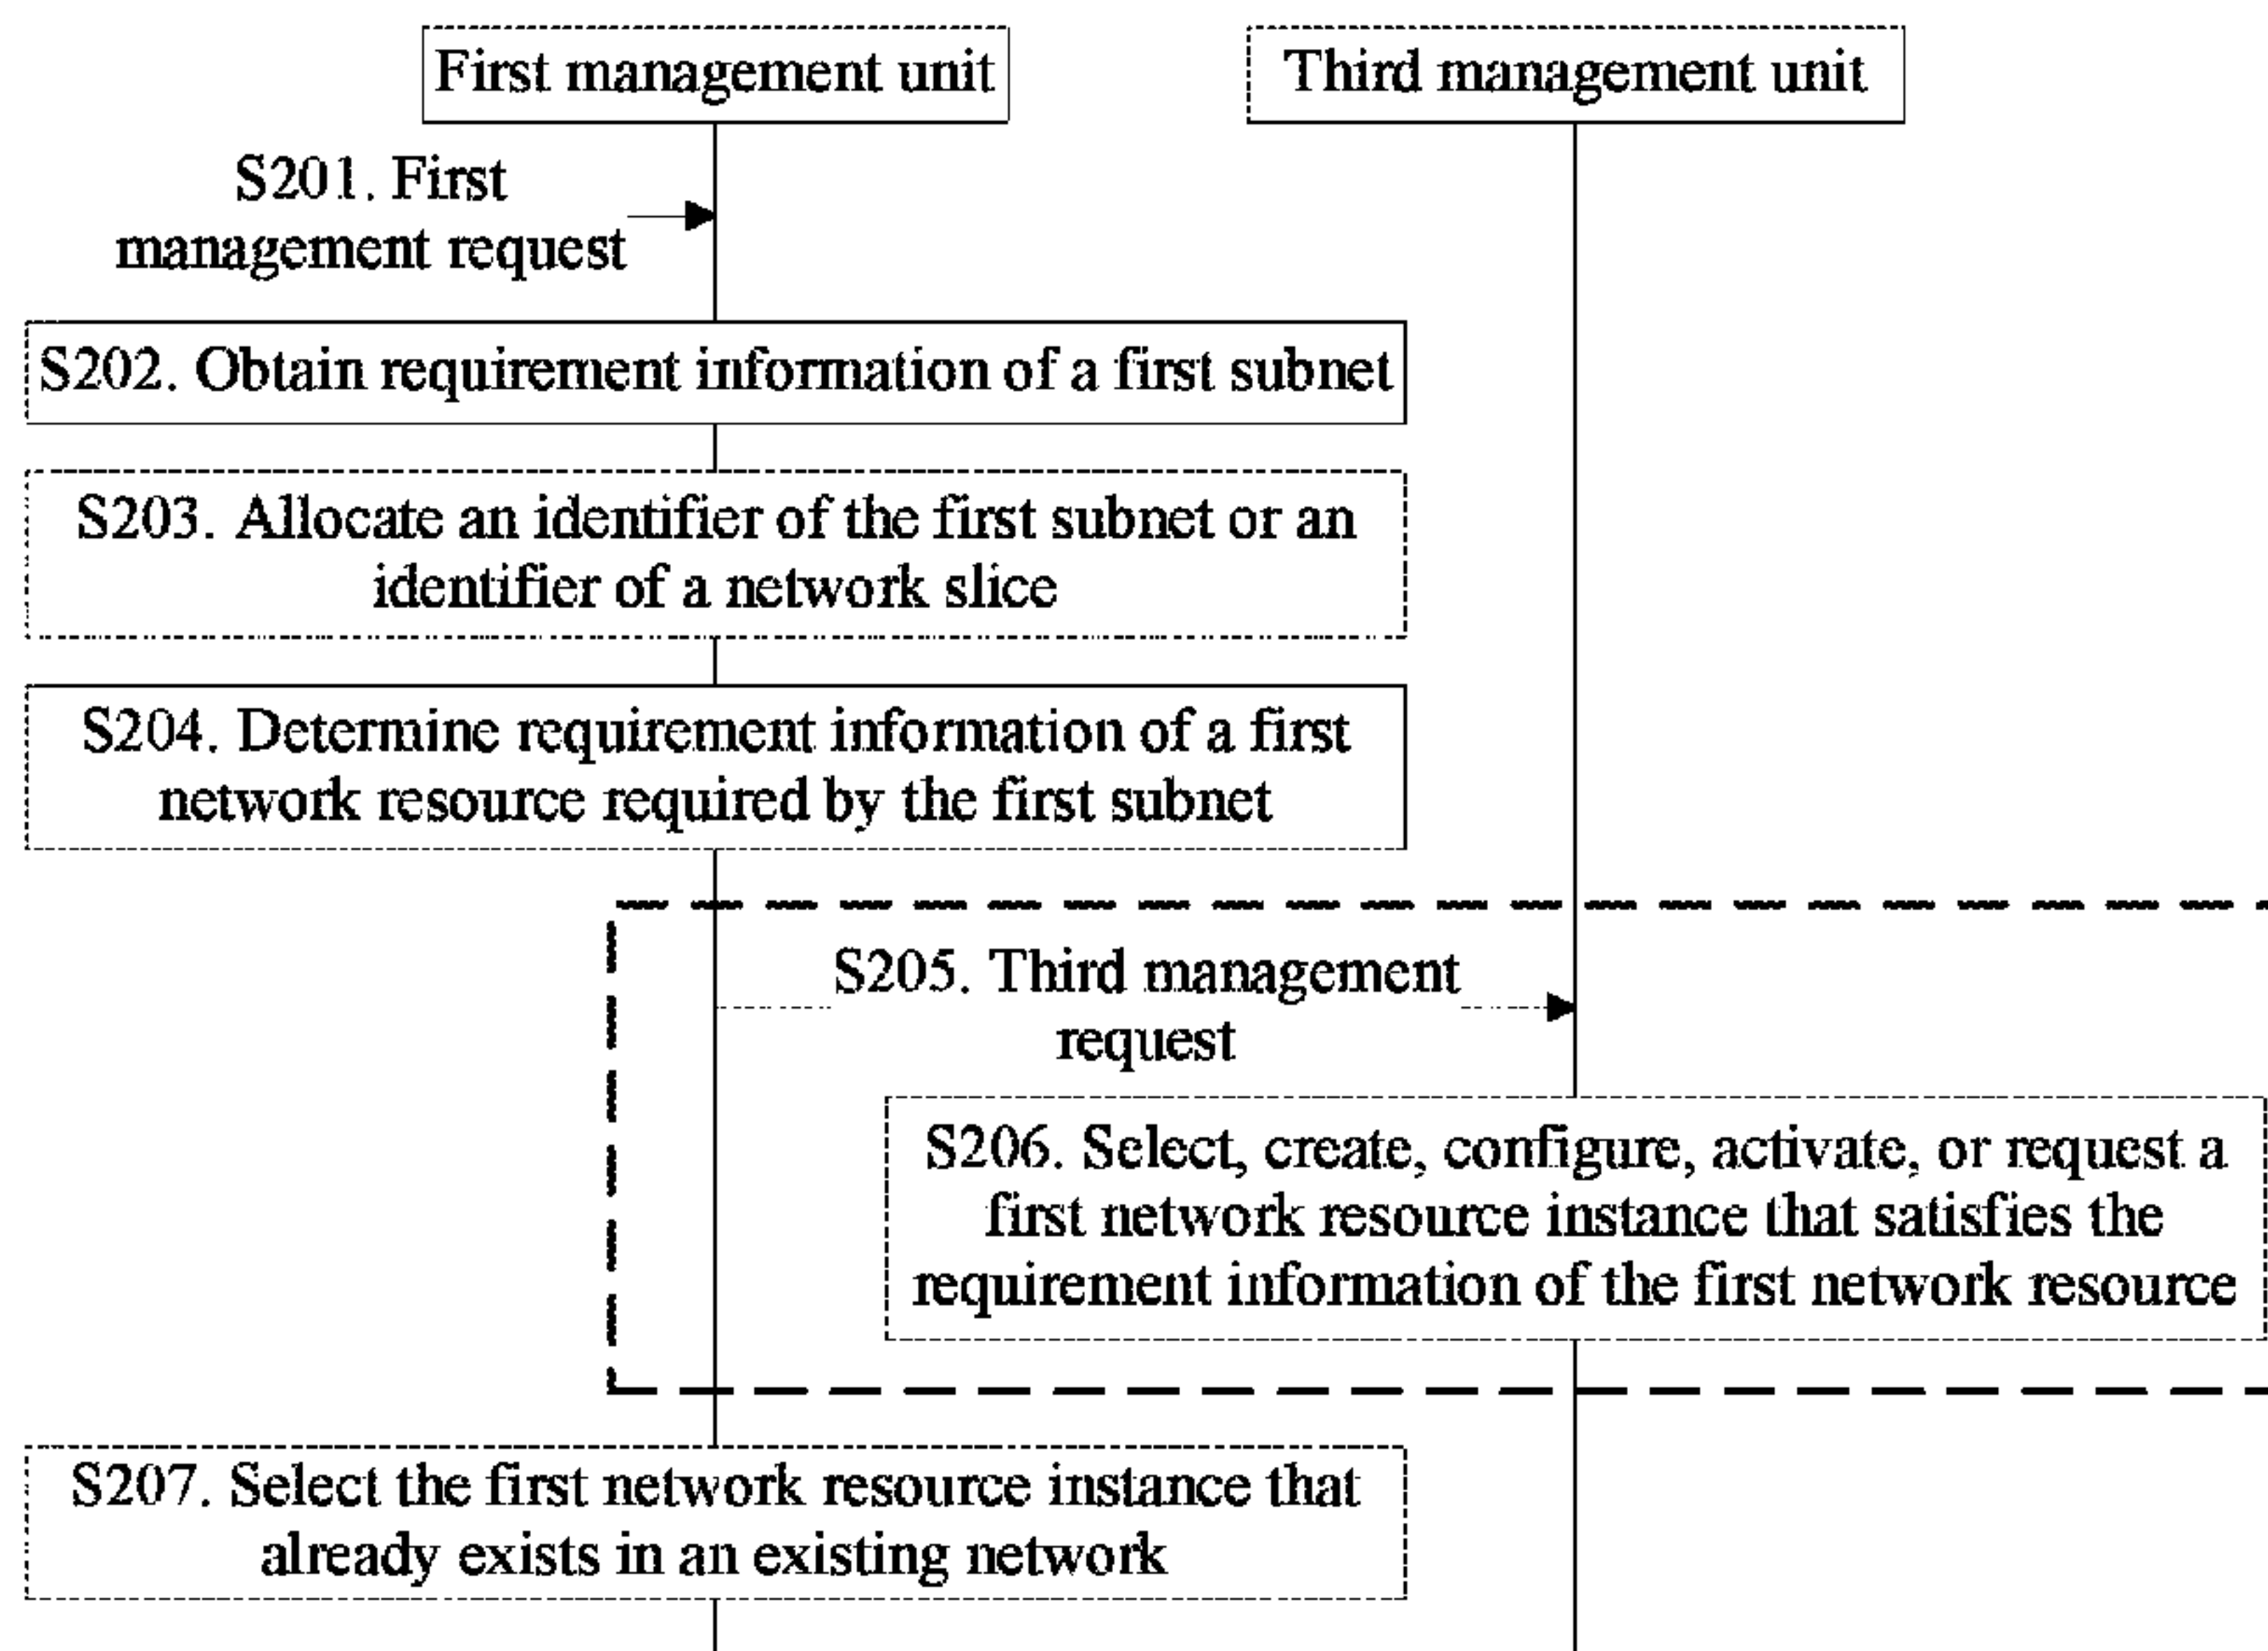 First management unit
Third management unit
S201. First
management request
S202. Obtain requirement information of a first subnet
S203. Allocate an identifier of the first subnet or an
identifier of a network slice
S204. Determine requirement information of a first
network resource required by the first subnet
S205. Third management
request
S206. Select, create, configure, activate, or request a
first network resource instance that satisfies the
requirement information of the first network resource
S207. Select the first network resource instance that
already exists in an existing network